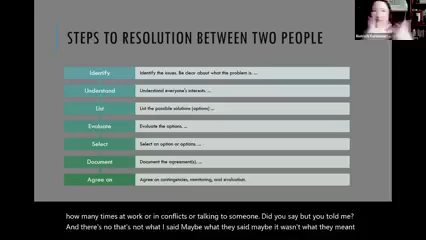 STEPS TO RESOLUTION BETWEEN TWO PEOPLE
Identify
Identify the issues. Be clear about what the problem is. ...
Understand
Understand everyone's interests. ...
List
List the possible solutions (options) ...
Evaluate
Evaluate the options. ...
Select
Select an option or options. ...
Document
Document the agreement(s). ...
Agree on
Agree on contingencies, monitoring, and evaluation.
how many times at work or in conflicts or talking to someone. Did you say but you told me?
And there's no that's not what I said Maybe what they said maybe it wasn't what they meant